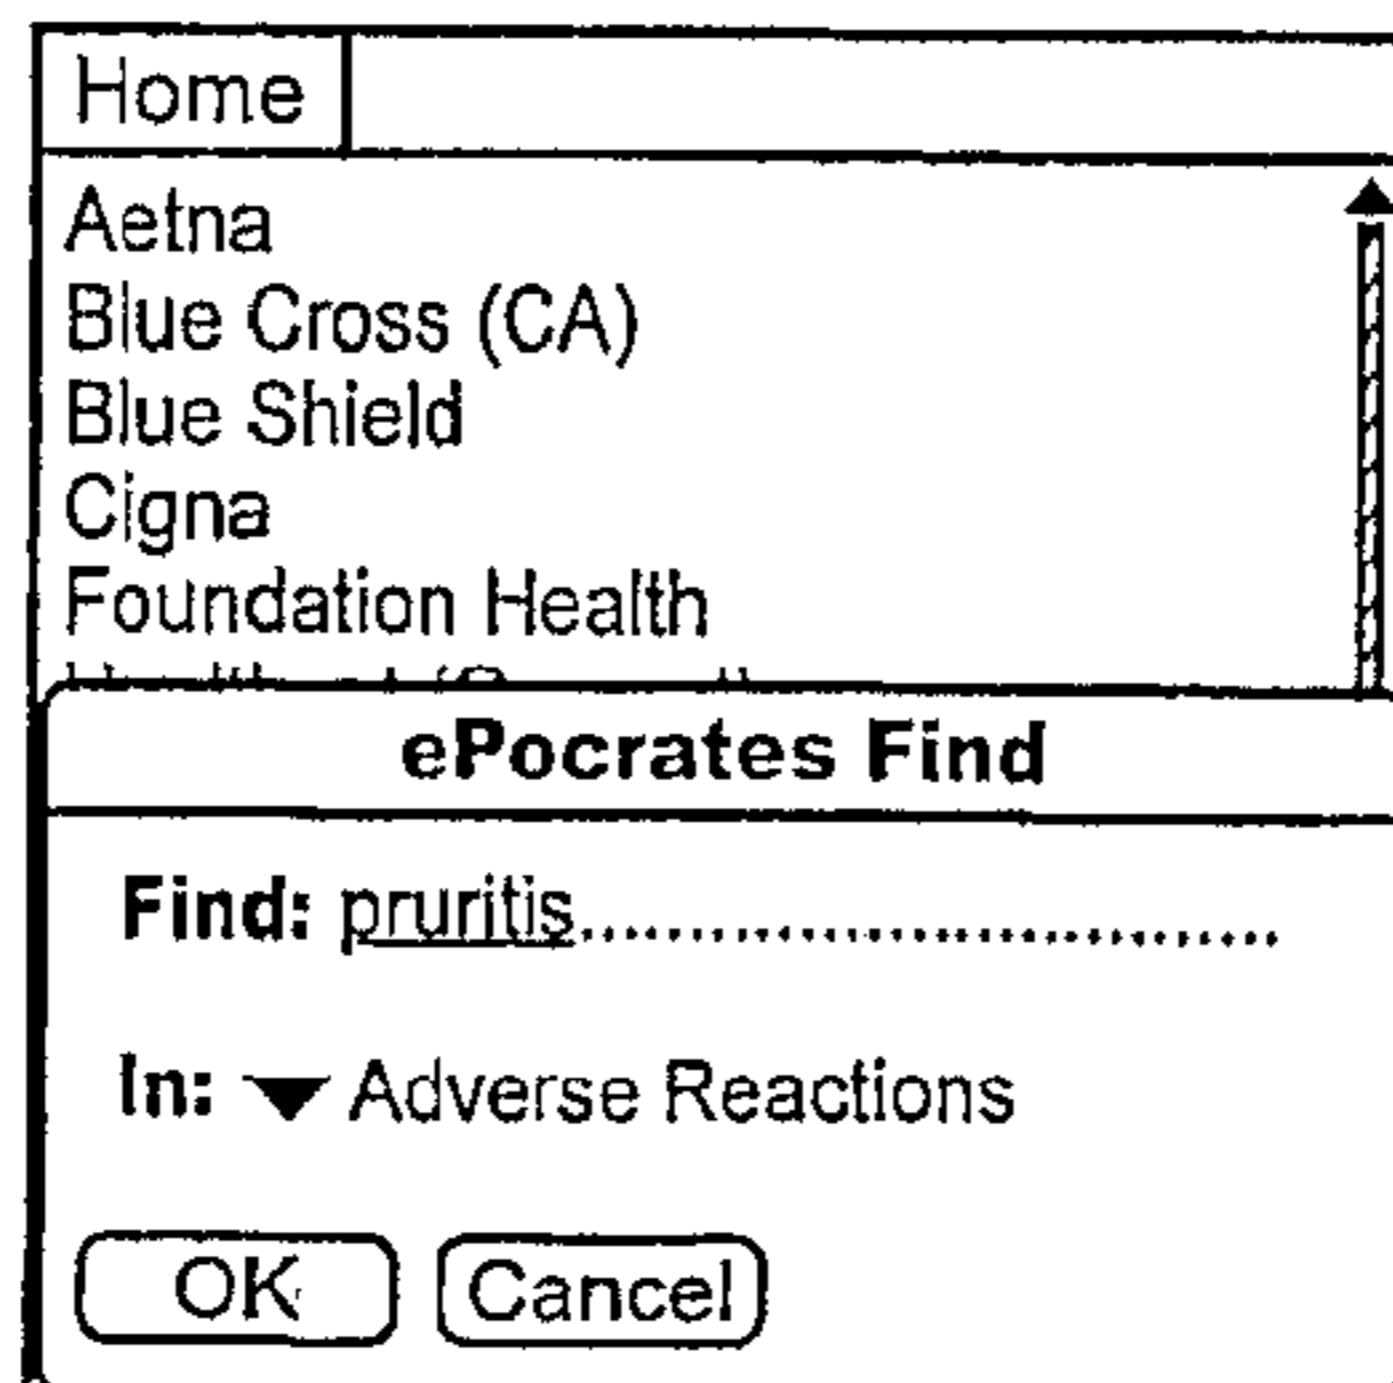 Home
Aetna
Blue Cross (CA)
Blue Shield
Cigna
Foundation Health
ePocrates Find
Find: pruritis
In: Adverse Reactions
OK Cancel